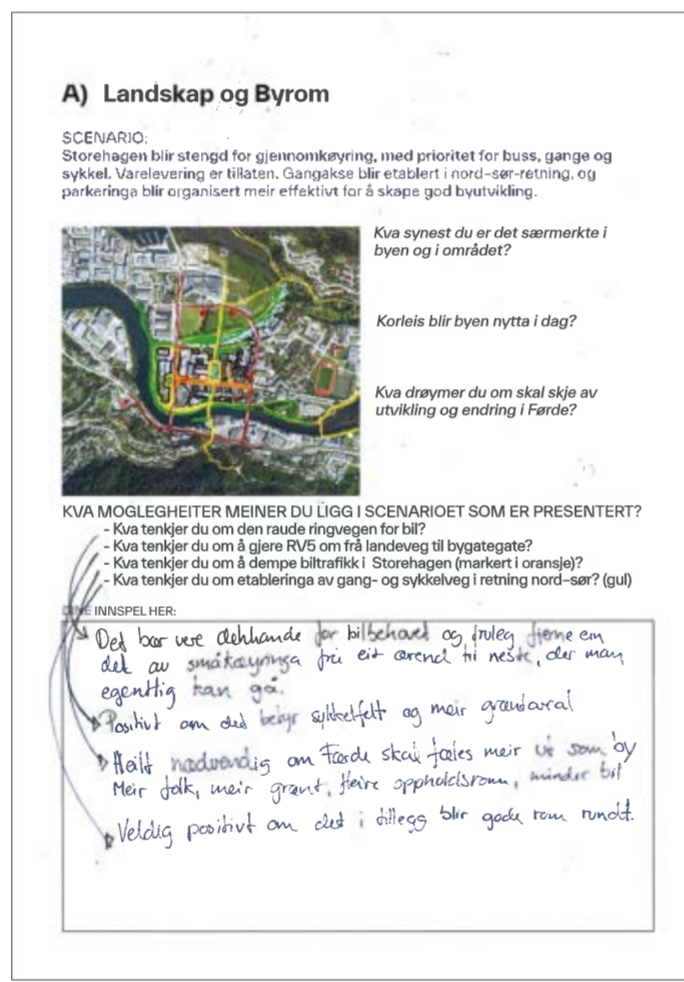 A) Landskap og Byrom
SCENARIO:
Storehagen blir stengd for gjennomkøyring, med prioritet for buss, gange og
sykkel. Varelevering er tillaten. Gangakse blir etablert i nord-sør-retning, og
parkeringa blir organisert meir effektivt for å skape god byutvikling.
Kva synest du er det særmerkte i
byen og i området?
Korleis blir byen nytta i dag?
Kva drøymer du om skal skje av
utvikling og endring i Førde?
KVA MOGLEGHEITER MEINER DU LIGG I SCENARIOET SOM ER PRESENTERT?
- Kva tenkjer du om den raude ringvegen for bil?
- Kva tenkjer du om å gjere RV5 om frå landeveg til bygategate?
- Kva tenkjer du om å dempe biltrafikk i Storehagen (markert i oransje)?
- Kva tenkjer du om etableringa av gang- og sykkelveg i retning nord-sør? (gul)
DINE INNSPEL HER:
Det bør vere dekkande for bilbehovet og truleg fjerne ein
del av småkøyringa frå eit ærend til neste, der man
egentlig kan gå.
Positivt om det betyr sykkelfelt og meir grøntareal
Heilt nødvendig om Førde skal føles meir ut som by
Meir folk, meir grønt, fleire oppholdsrom, mindre bil
Veldig positivt om det i tillegg blir gode rom rundt.